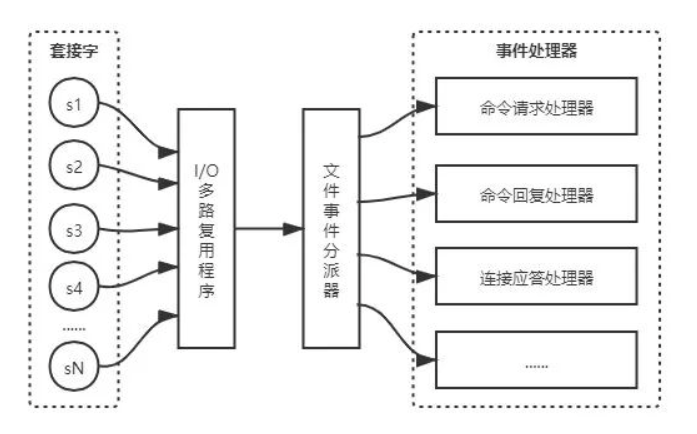 套接字
s1
s2
s3
s4
......
sN
I/O
多
路
复
用
程
序
文
件
事
件
分
派
器
事件处理器
命令请求处理器
命令回复处理器
连接应答处理器
......